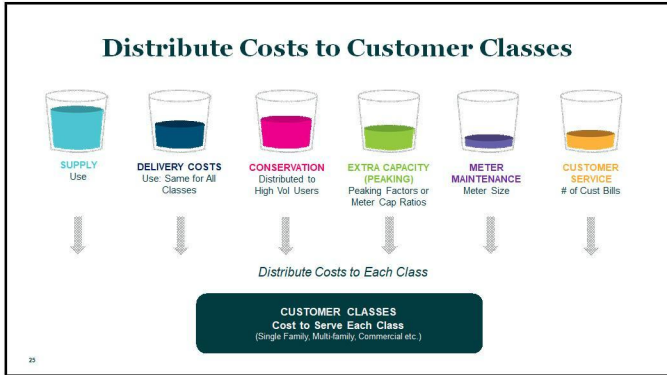 Distribute Costs to Customer Classes
SUPPLY
Use
DELIVERY COSTS
Use: Same for All
Classes
CONSERVATION
Distributed to
High Vol Users
EXTRA CAPACITY
(PEAKING)
Peaking Factors or
Meter Cap Ratios
METER
MAINTENANCE
Meter Size
CUSTOMER
SERVICE
# of Cust Bills
Distribute Costs to Each Class
CUSTOMER CLASSES
Cost to Serve Each Class
(Single Family, Multi-family, Commercial etc.)
25